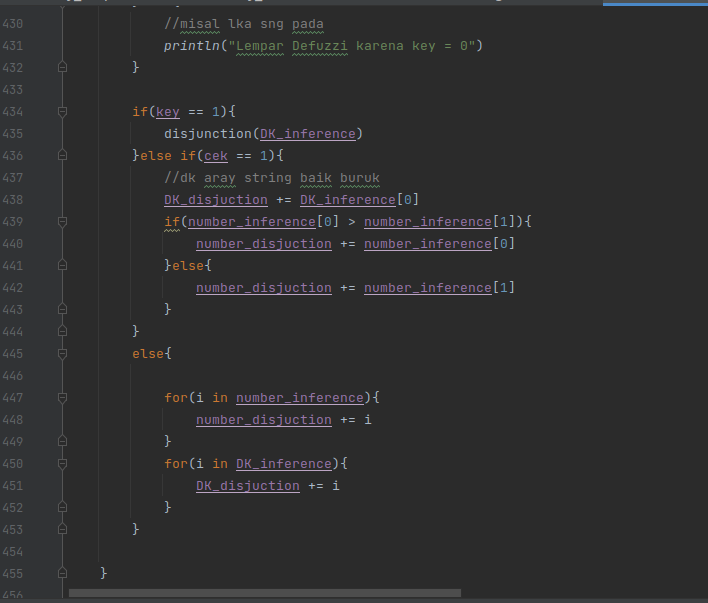 430 //misal lka sng pada
431 println("Lempar Defuzzi karena key = 0")
432 }
433
434 if(key == 1){
435 disjunction(DK_inference)
436 }else if(cek == 1){
437 //dk aray string baik buruk
438 DK_disjuction += DK_inference[0]
439 if(number_inference[0] > number_inference[1]){
440 number_disjuction += number_inference[0]
441 }else{
442 number_disjuction += number_inference[1]
443 }
444 }
445 else{
446
447 for(i in number_inference){
448 number_disjuction += i
449 }
450 for(i in DK_inference){
451 DK_disjuction += i
452 }
453 }
454
455 }
456